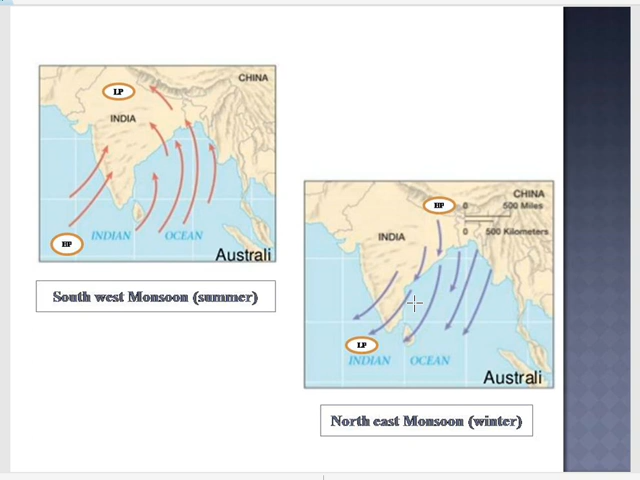 CHINA
LP
INDIA
HP
INDIAN OCEAN
Australi
South west Monsoon (summer)
CHINA
HP
0 500 Miles
0 500 Kilometers
INDIA
LP
INDIAN OCEAN
Australi
North east Monsoon (winter)